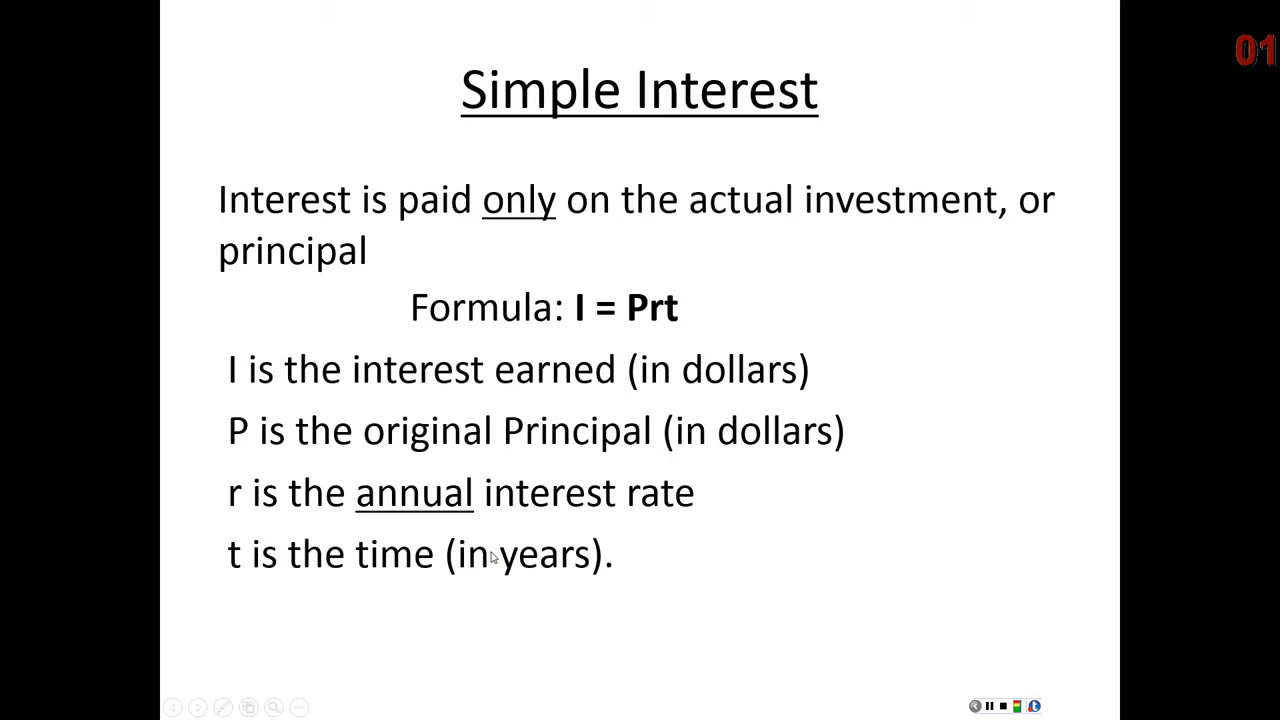 01
Simple Interest
Interest is paid only on the actual investment, or
principal
Formula: I = Prt
I is the interest earned (in dollars)
P is the original Principal (in dollars)
r is the annual interest rate
t is the time (in years).